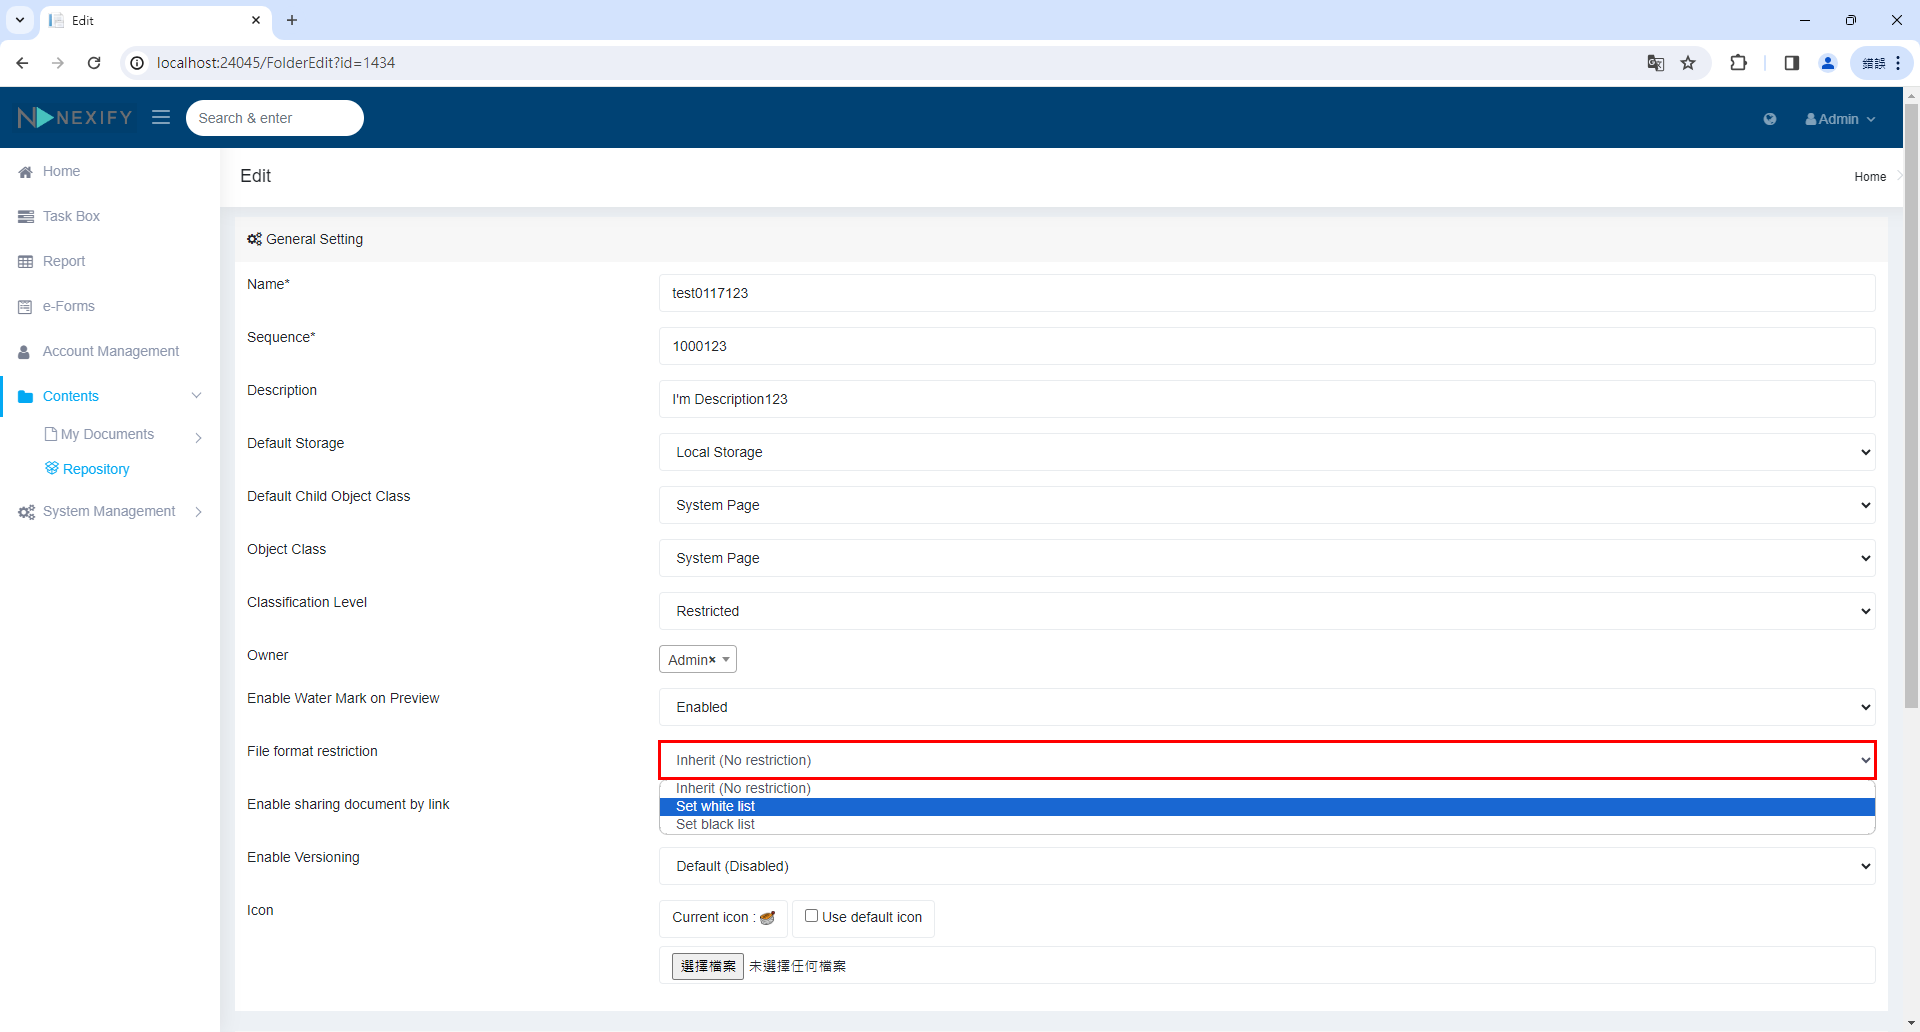 Edit
localhost:24045/FolderEdit?id=1434
錯誤
NEXIFY
Search & enter
Admin
Home
Task Box
Report
e-Forms
Account Management
Contents
My Documents
Repository
System Management
Edit
Home
General Setting
Name*
test0117123
Sequence*
1000123
Description
I'm Description123
Default Storage
Local Storage
Default Child Object Class
System Page
Object Class
System Page
Classification Level
Restricted
Owner
Admin×
Enable Water Mark on Preview
Enabled
File format restriction
Inherit (No restriction)
Inherit (No restriction)
Enable sharing document by link
Set white list
Set black list
Enable Versioning
Default (Disabled)
Icon
Current icon :
Use default icon
選擇檔案 未選擇任何檔案